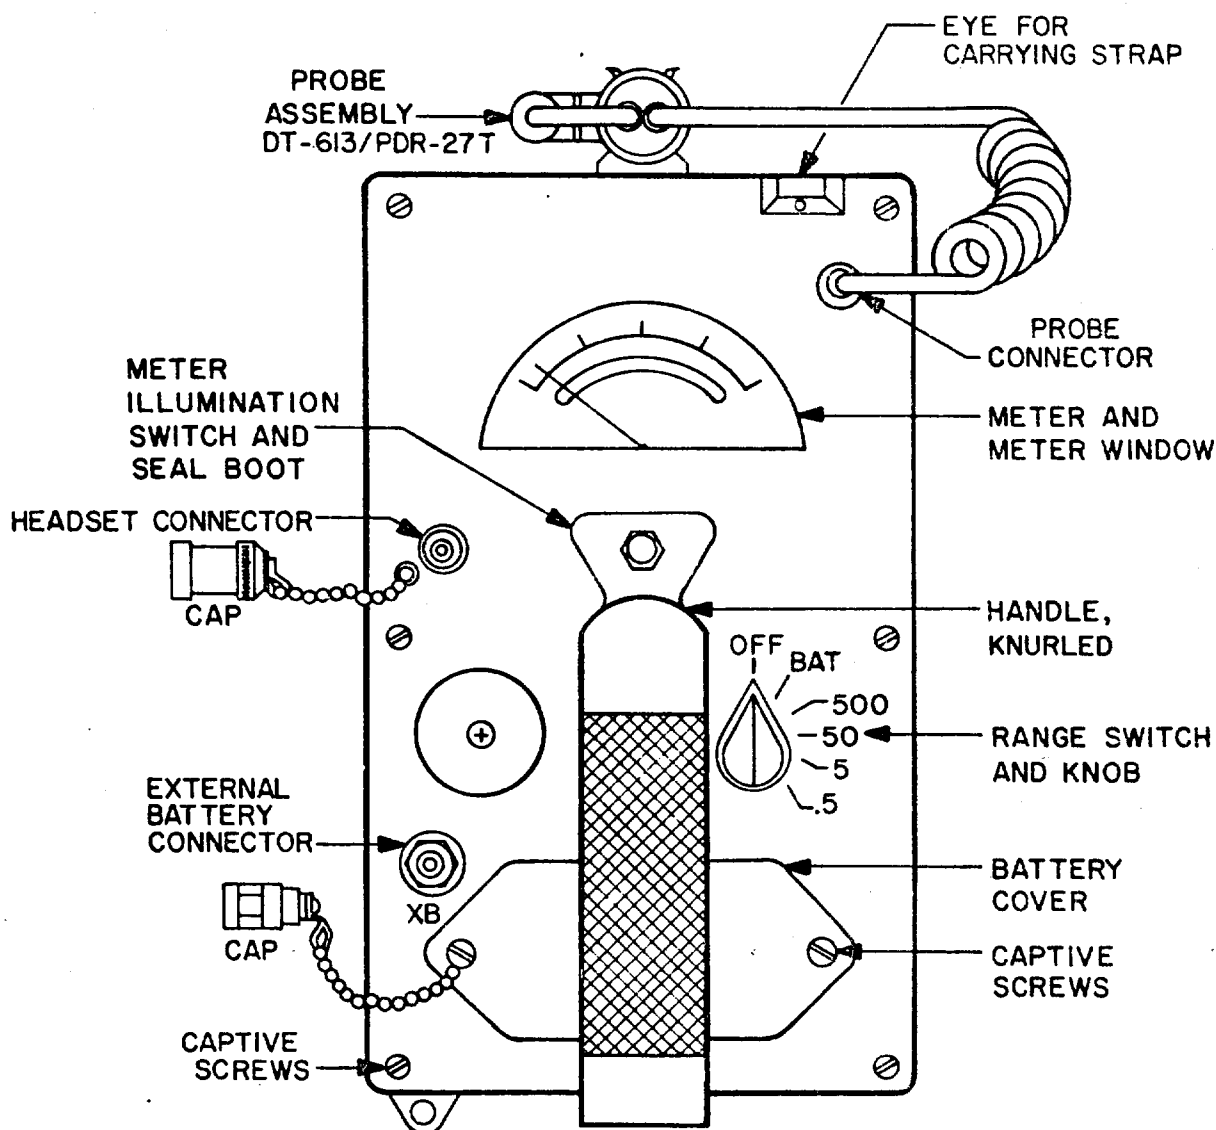 EYE FOR
CARRYING STRAP
PROBE
ASSEMBLY
DT-613/PDR-27T
PROBE
CONNECTOR
METER
ILLUMINATION
SWITCH AND
SEAL BOOT
METER AND
METER WINDOW
HEADSET CONNECTOR
CAP
HANDLE,
KNURLED
OFF
BAT
500
50
5
.5
RANGE SWITCH
AND KNOB
EXTERNAL
BATTERY
CONNECTOR
XB
CAP
BATTERY
COVER
CAPTIVE
SCREWS
CAPTIVE
SCREWS